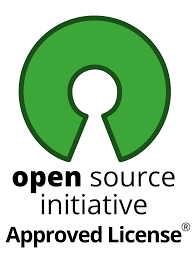 open source
initiative
Approved License®